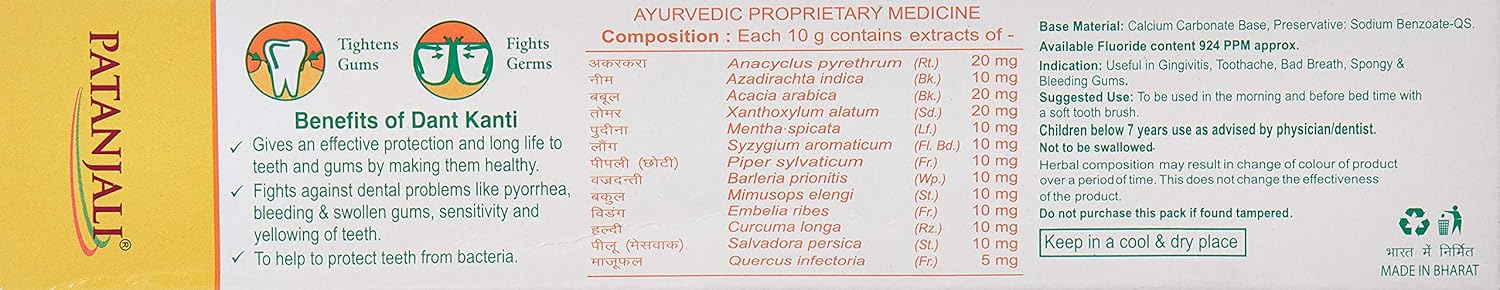 PATANJALI®
Tightens
Gums
Fights
Germs
Benefits of Dant Kanti
✓ Gives an effective protection and long life to
teeth and gums by making them healthy.
✓ Fights against dental problems like pyorrhea,
bleeding & swollen gums, sensitivity and
yellowing of teeth.
✓ To help to protect teeth from bacteria.
AYURVEDIC PROPRIETARY MEDICINE
Composition : Each 10 g contains extracts of -
अकरकरा Anacyclus pyrethrum (Rt.) 20 mg
नीम Azadirachta indica (Bk.) 10 mg
बबूल Acacia arabica (Bk.) 20 mg
तोमर Xanthoxylum alatum (Sd.) 20 mg
पुदीना Mentha spicata (Lf.) 10 mg
लौंग Syzygium aromaticum (Fl. Bd.) 10 mg
पीपली (छोटी) Piper sylvaticum (Fr.) 10 mg
वज्रदन्ती Barleria prionitis (Wp.) 10 mg
बकुल Mimusops elengi (St.) 10 mg
विडंग Embelia ribes (Fr.) 10 mg
हल्दी Curcuma longa (Rz.) 10 mg
पीलू (मेसवाक) Salvadora persica (St.) 10 mg
माजूफल Quercus infectoria (Fr.) 5 mg
Base Material: Calcium Carbonate Base, Preservative: Sodium Benzoate-QS.
Available Fluoride content 924 PPM approx.
Indication: Useful in Gingivitis, Toothache, Bad Breath, Spongy &
Bleeding Gums.
Suggested Use: To be used in the morning and before bed time with
a soft tooth brush.
Children below 7 years use as advised by physician/dentist.
Not to be swallowed.
Herbal composition may result in change of colour of product
over a period of time. This does not change the effectiveness
of the product.
Do not purchase this pack if found tampered.
Keep in a cool & dry place
भारत में निर्मित
MADE IN BHARAT